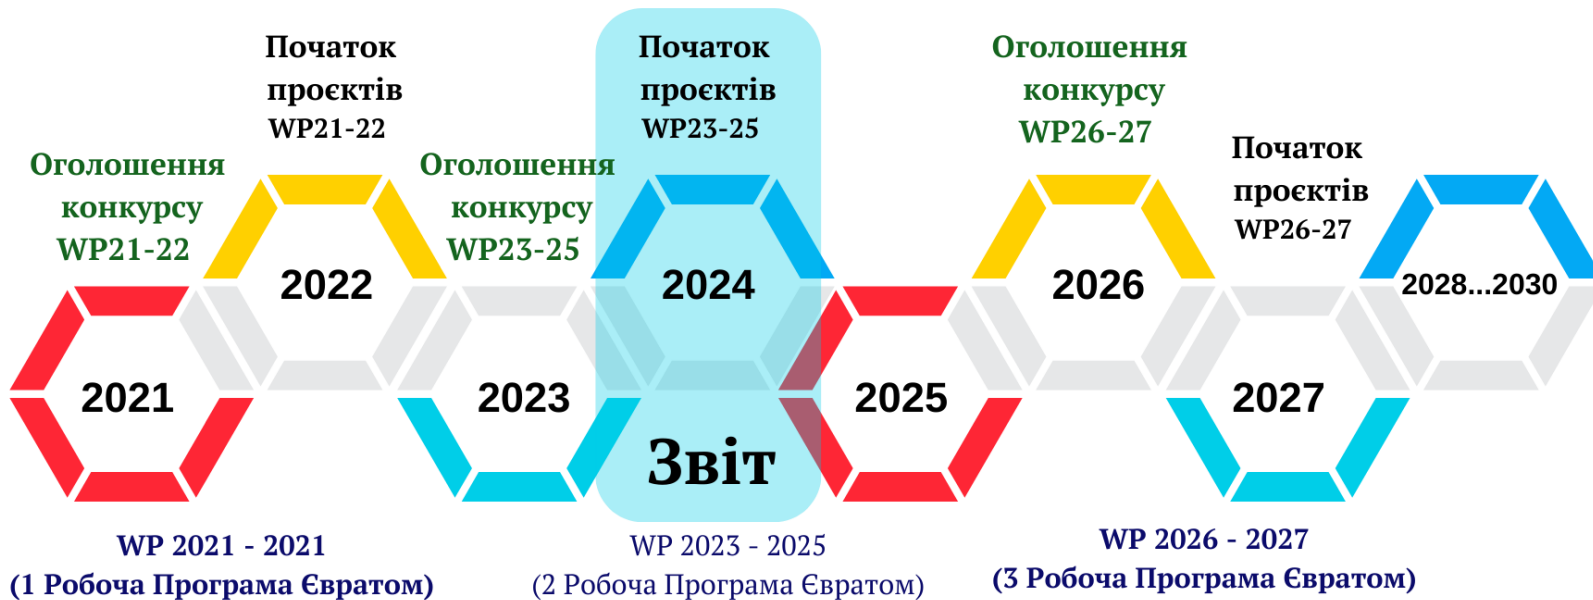 Початок
проєктів
WP21-22
Початок
проєктів
WP23-25
Оголошення
конкурсу
WP26-27
Початок
проєктів
WP26-27
Оголошення
конкурсу
WP21-22
Оголошення
конкурсу
WP23-25
2022
2024
2026
2028...2030
2021
2023
2025
2027
Звіт
WP 2021 - 2021
(1 Робоча Програма Євратом)
WP 2023 - 2025
(2 Робоча Програма Євратом)
WP 2026 - 2027
(3 Робоча Програма Євратом)